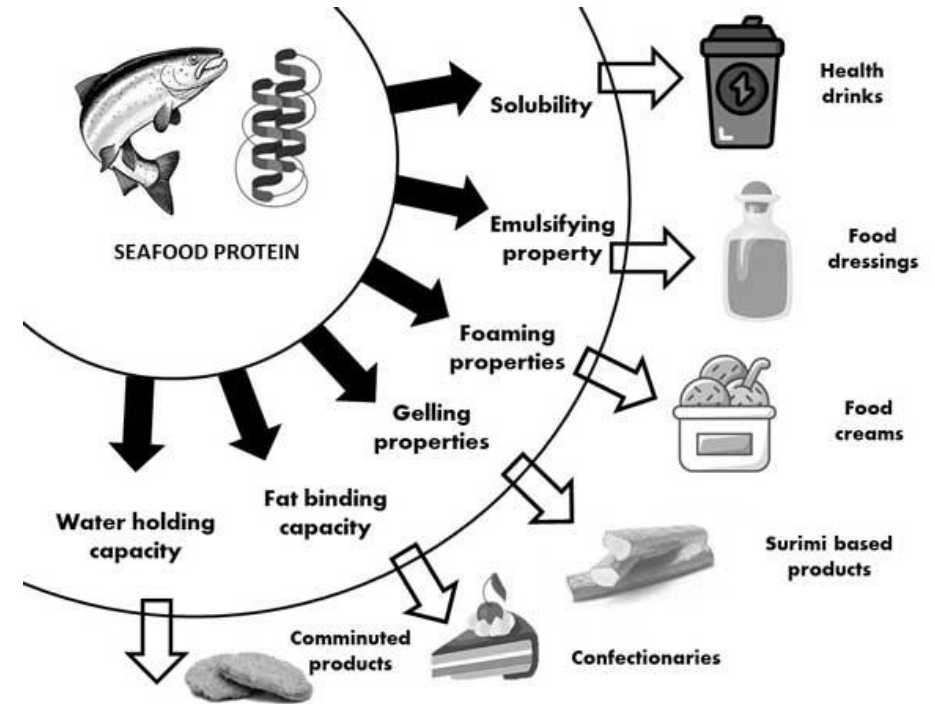 SEAFOOD PROTEIN
Solubility
Health
drinks
Emulsifying
property
Food
dressings
Foaming
properties
Food
creams
Gelling
properties
Surimi based
products
Fat binding
capacity
Confectionaries
Water holding
capacity
Comminuted
products